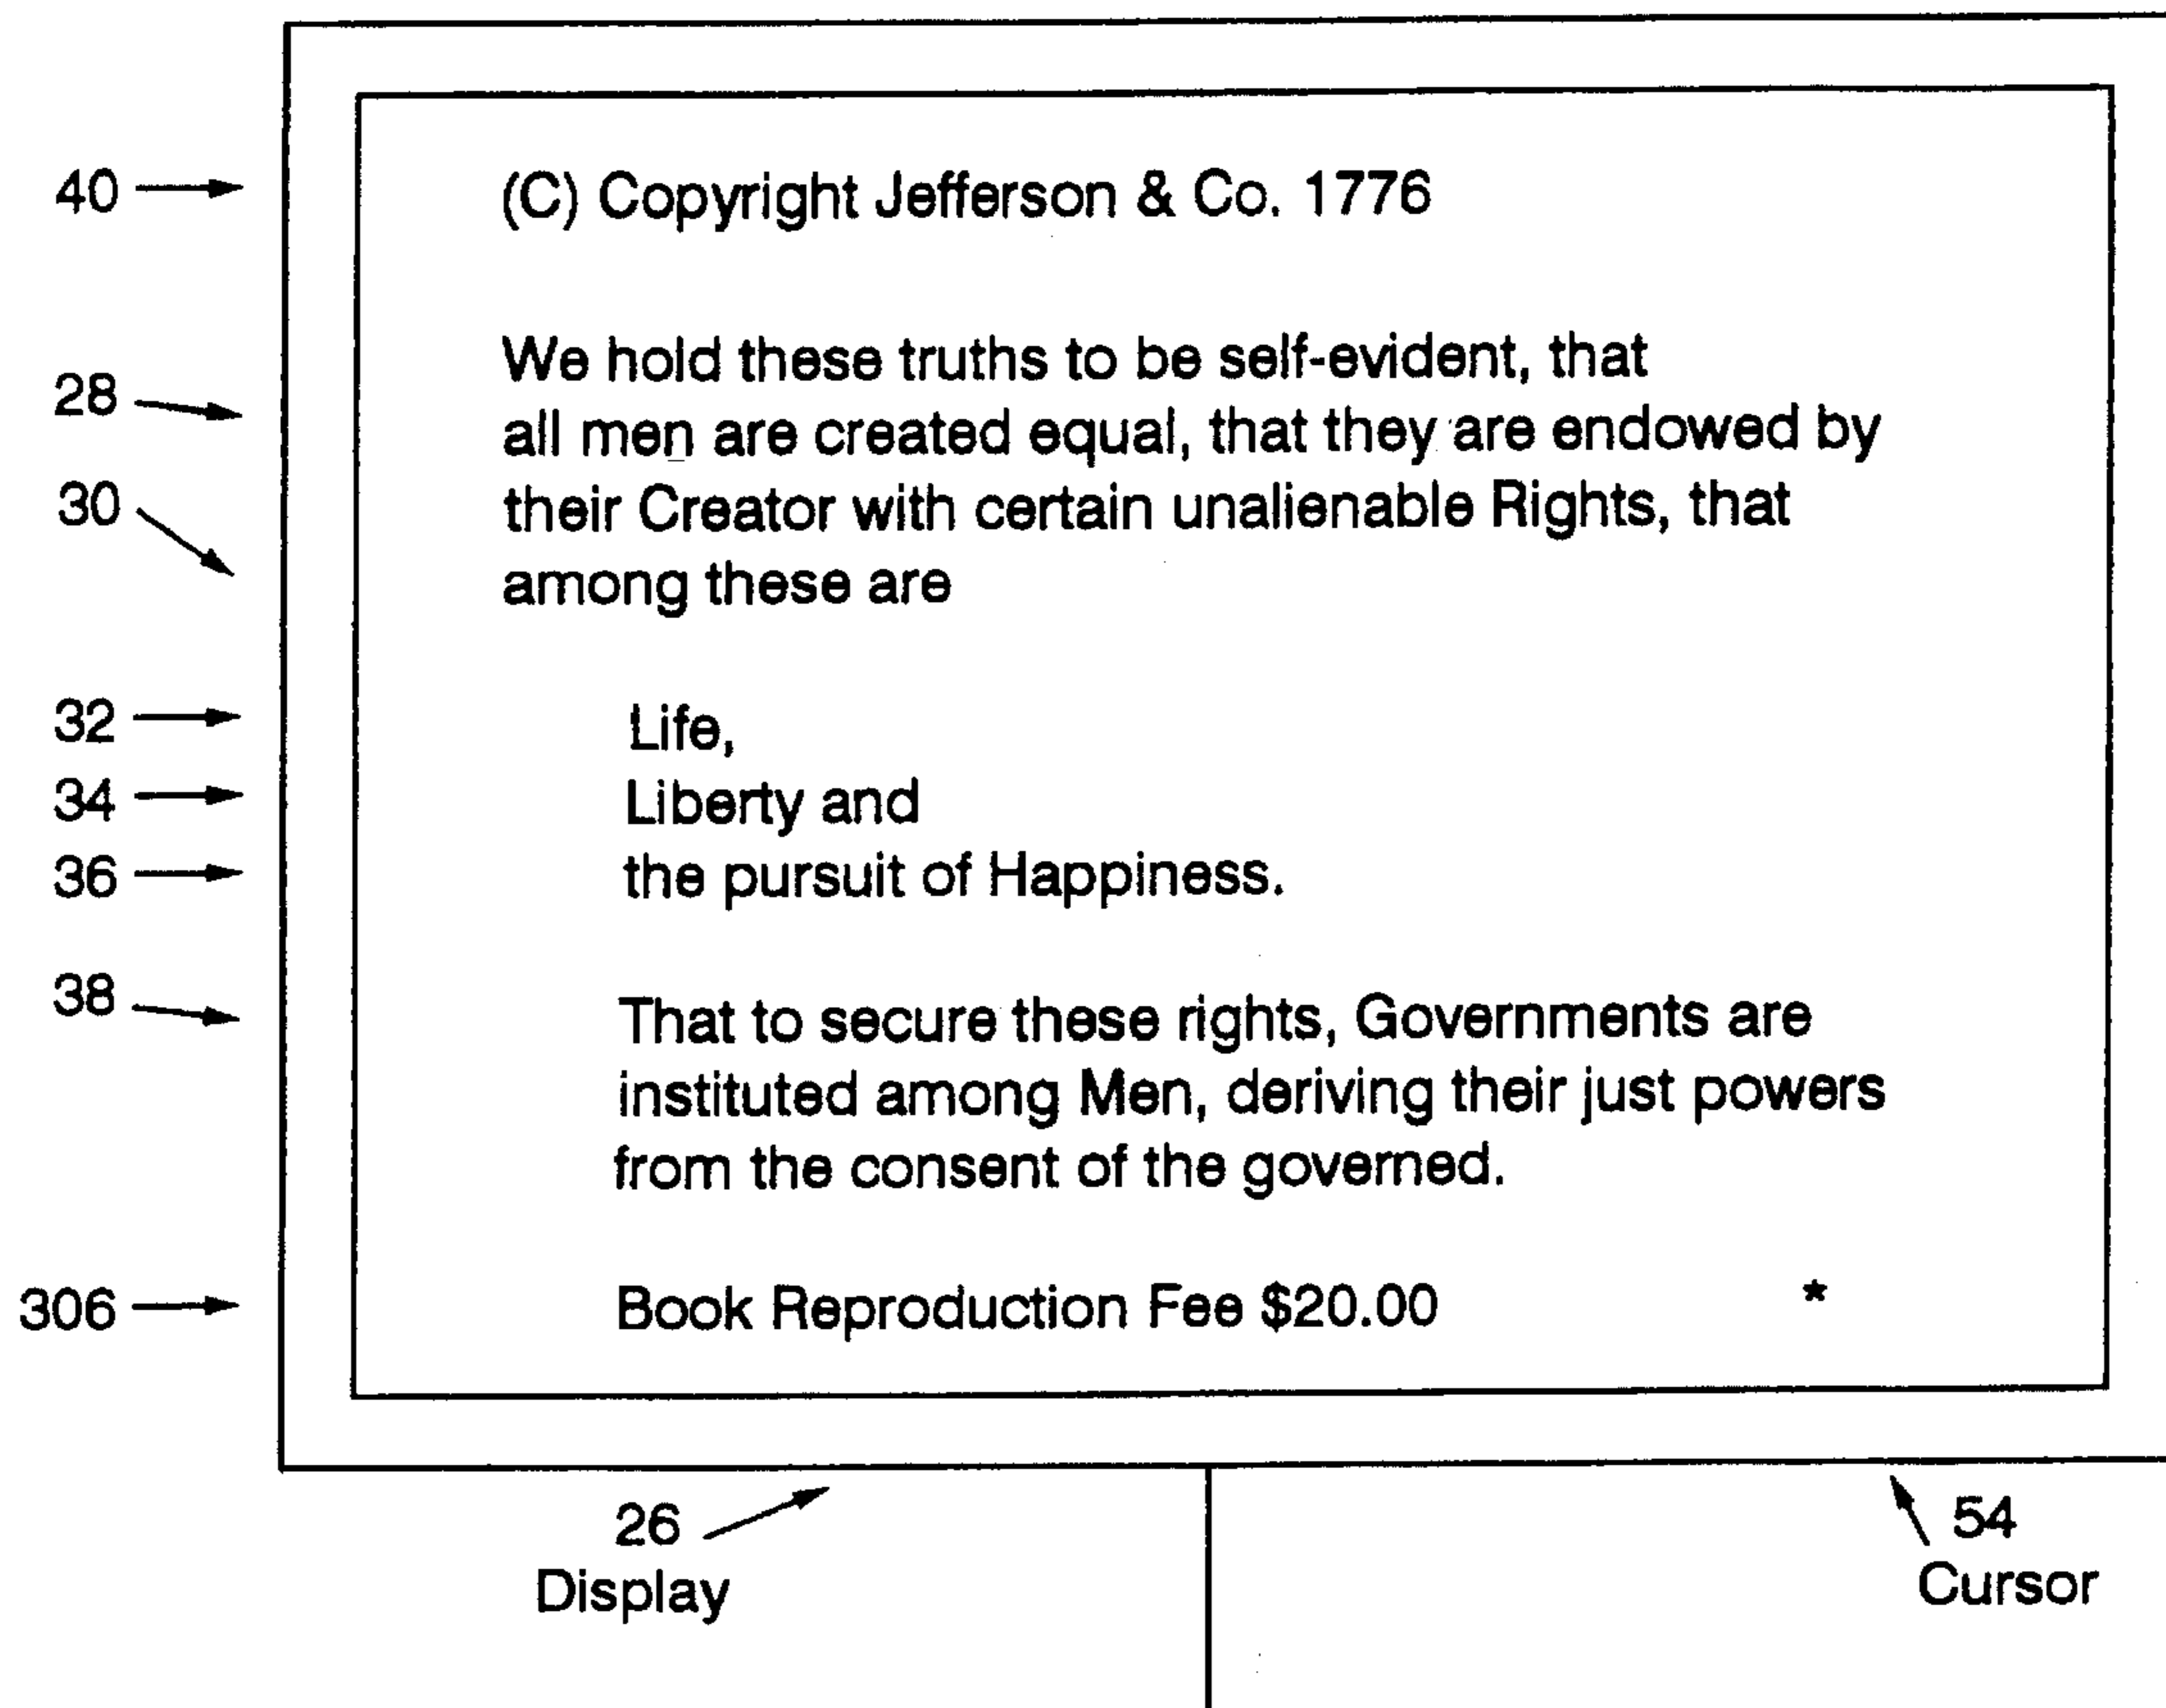 40 (C) Copyright Jefferson & Co. 1776
We hold these truths to be self-evident, that
28 all men are created equal, that they are endowed by
30 their Creator with certain unalienable Rights, that
among these are
32 Life,
34 Liberty and
36 the pursuit of Happiness.
38 That to secure these rights, Governments are
instituted among Men, deriving their just powers
from the consent of the governed.
306 Book Reproduction Fee $20.00 *
26 54
Display Cursor